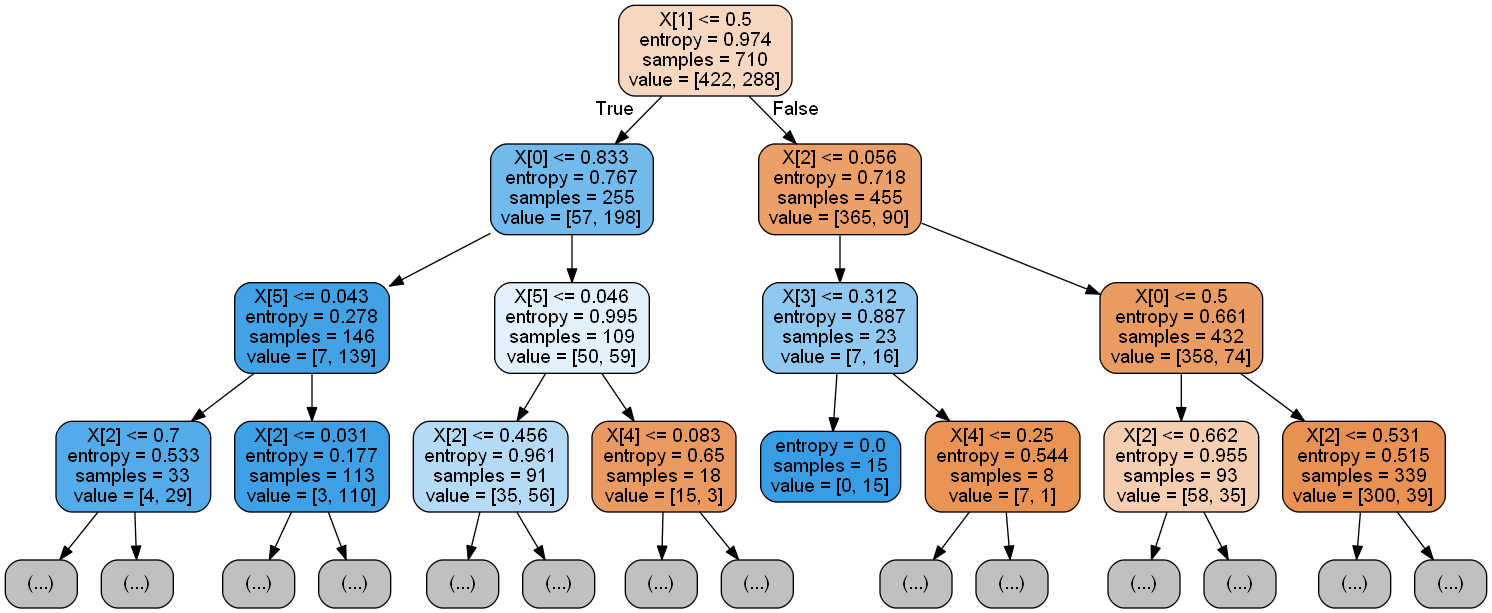 X[1] <= 0.5
entropy = 0.974
samples = 710
value = [422, 288]
True
False
X[0] <= 0.833
entropy = 0.767
samples = 255
value = [57, 198]
X[2] <= 0.056
entropy = 0.718
samples = 455
value = [365, 90]
X[5] <= 0.043
entropy = 0.278
samples = 146
value = [7, 139]
X[5] <= 0.046
entropy = 0.995
samples = 109
value = [50, 59]
X[3] <= 0.312
entropy = 0.887
samples = 23
value = [7, 16]
X[0] <= 0.5
entropy = 0.661
samples = 432
value = [358, 74]
X[2] <= 0.7
entropy = 0.533
samples = 33
value = [4, 29]
X[2] <= 0.031
entropy = 0.177
samples = 113
value = [3, 110]
X[2] <= 0.456
entropy = 0.961
samples = 91
value = [35, 56]
X[4] <= 0.083
entropy = 0.65
samples = 18
value = [15, 3]
entropy = 0.0
samples = 15
value = [0, 15]
X[4] <= 0.25
entropy = 0.544
samples = 8
value = [7, 1]
X[2] <= 0.662
entropy = 0.955
samples = 93
value = [58, 35]
X[2] <= 0.531
entropy = 0.515
samples = 339
value = [300, 39]
(...)
(...)
(...)
(...)
(...)
(...)
(...)
(...)
(...)
(...)
(...)
(...)
(...)
(...)